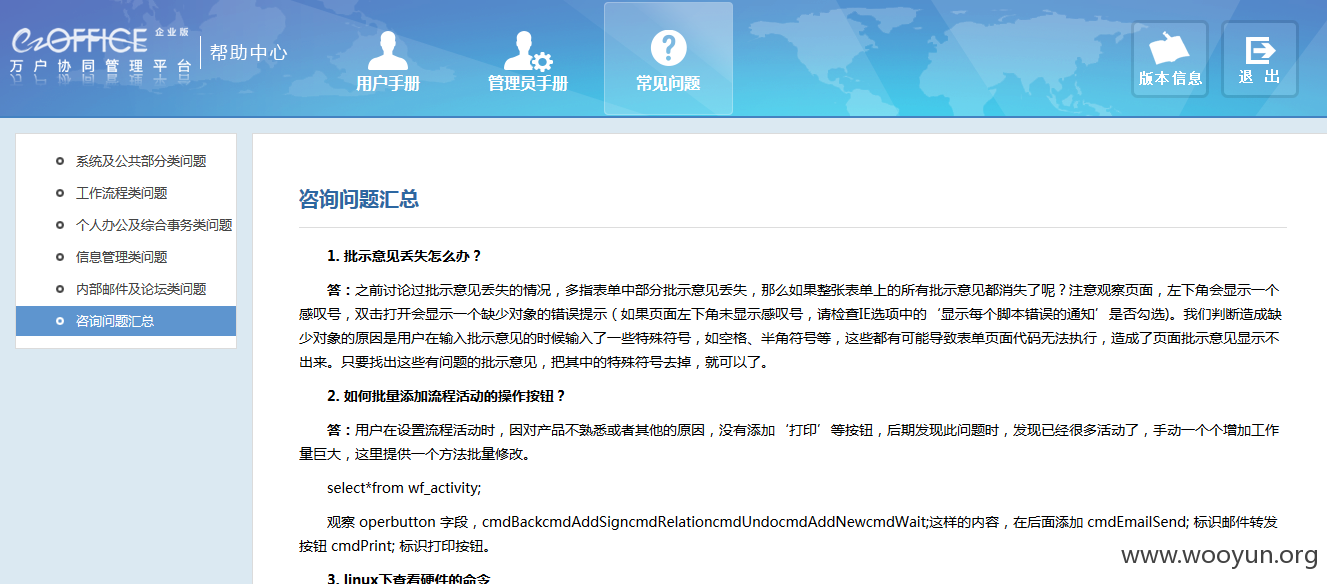 EzOFFICE 企业版
万户协同管理平台
帮助中心
用户手册
管理员手册
常见问题
版本信息
退 出
系统及公共部分类问题
工作流程类问题
个人办公及综合事务类问题
信息管理类问题
内部邮件及论坛类问题
咨询问题汇总
咨询问题汇总
1. 批示意见丢失怎么办？
答：之前讨论过批示意见丢失的情况，多指表单中部分批示意见丢失，那么如果整张表单上的所有批示意见都消失了呢？注意观察页面，左下角会显示一个
感叹号，双击打开会显示一个缺少对象的错误提示（如果页面左下角未显示感叹号，请检查IE选项中的‘显示每个脚本错误的通知’是否勾选)。我们判断造成缺
少对象的原因是用户在输入批示意见的时候输入了一些特殊符号，如空格、半角符号等，这些都有可能导致表单页面代码无法执行，造成了页面批示意见显示不
出来。只要找出这些有问题的批示意见，把其中的特殊符号去掉，就可以了。
2. 如何批量添加流程活动的操作按钮？
答：用户在设置流程活动时，因对产品不熟悉或者其他的原因，没有添加‘打印’等按钮，后期发现此问题时，发现已经很多活动了，手动一个个增加工作
量巨大，这里提供一个方法批量修改。
select*from wf_activity;
观察 operbutton 字段，cmdBackcmdAddSigncmdRelationcmdUndocmdAddNewcmdWait;这样的内容，在后面添加 cmdEmailSend; 标识邮件转发
按钮 cmdPrint; 标识打印按钮。
3. linux下查看硬件的命令
www.wooyun.org